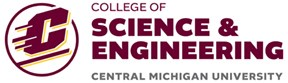 COLLEGE OF
SCIENCE &
ENGINEERING
CENTRAL MICHIGAN UNIVERSITY